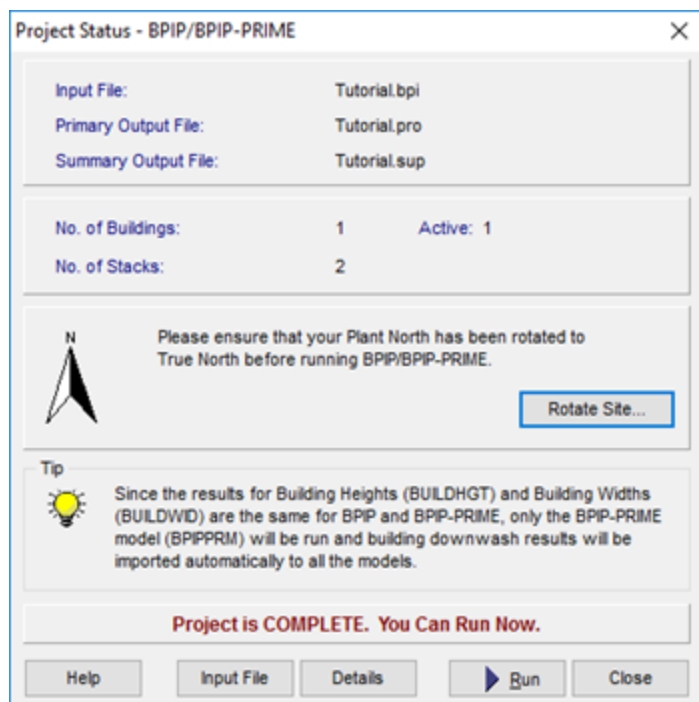 Project Status - BPIP/BPIP-PRIME
Input File: Tutorial.bpi
Primary Output File: Tutorial.pro
Summary Output File: Tutorial.sup
No. of Buildings: 1 Active: 1
No. of Stacks: 2
N
Please ensure that your Plant North has been rotated to
True North before running BPIP/BPIP-PRIME.
Rotate Site...
Tip
Since the results for Building Heights (BUILDHGT) and Building Widths
(BUILDWID) are the same for BPIP and BPIP-PRIME, only the BPIP-PRIME
model (BPIPPRM) will be run and building downwash results will be
imported automatically to all the models.
Project is COMPLETE. You Can Run Now.
Help Input File Details Run Close